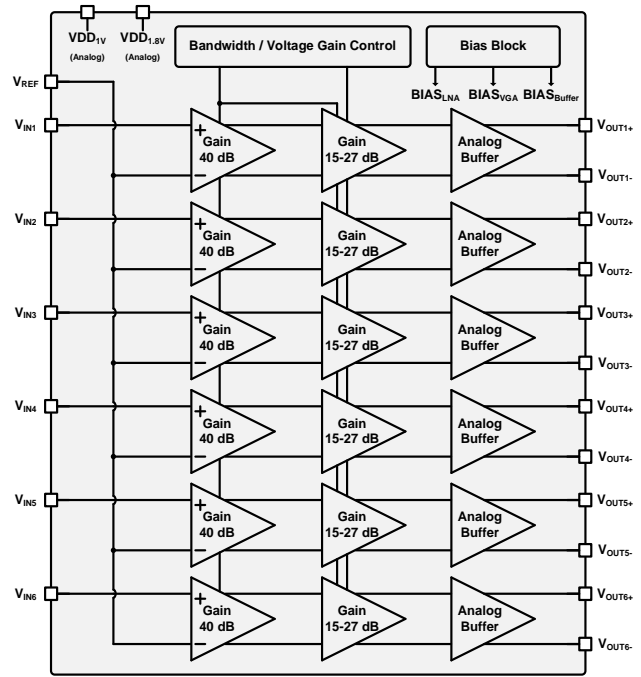 VDD1V
(Analog)
VDD1.8V
(Analog)
Bandwidth / Voltage Gain Control
Bias Block
BIASLNA
BIASVGA
BIASBuffer
VREF
VIN1
+
−
Gain
40 dB
Gain
15-27 dB
Analog
Buffer
VOUT1+
VOUT1-
VIN2
+
−
Gain
40 dB
Gain
15-27 dB
Analog
Buffer
VOUT2+
VOUT2-
VIN3
+
−
Gain
40 dB
Gain
15-27 dB
Analog
Buffer
VOUT3+
VOUT3-
VIN4
+
−
Gain
40 dB
Gain
15-27 dB
Analog
Buffer
VOUT4+
VOUT4-
VIN5
+
−
Gain
40 dB
Gain
15-27 dB
Analog
Buffer
VOUT5+
VOUT5-
VIN6
+
−
Gain
40 dB
Gain
15-27 dB
Analog
Buffer
VOUT6+
VOUT6-